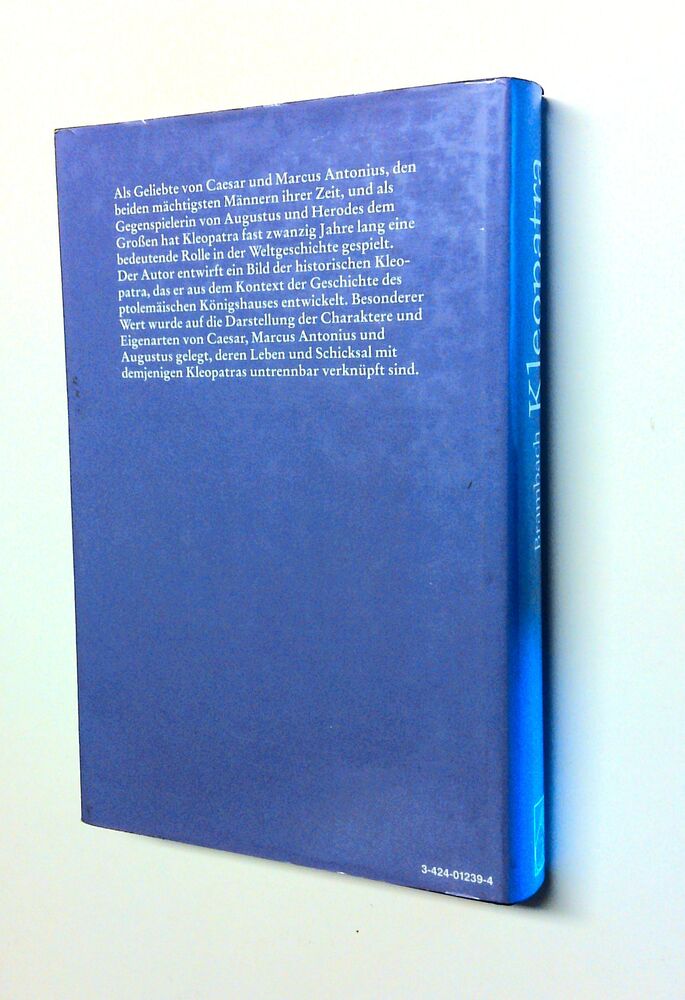 Als Geliebte von Caesar und Marcus Antonius, den
beiden mächtigsten Männern ihrer Zeit, und als
Gegenspielerin von Augustus und Herodes dem
Großen hat Kleopatra fast zwanzig Jahre lang eine
bedeutende Rolle in der Weltgeschichte gespielt.
Der Autor entwirft ein Bild der historischen Kleo-
patra, das er aus dem Kontext der Geschichte des
ptolemäischen Königshauses entwickelt. Besonderer
Wert wurde auf die Darstellung der Charaktere und
Eigenarten von Caesar, Marcus Antonius und
Augustus gelegt, deren Leben und Schicksal mit
demjenigen Kleopatras untrennbar verknüpft sind.
3-424-01239-4
Brambach Kleopatra